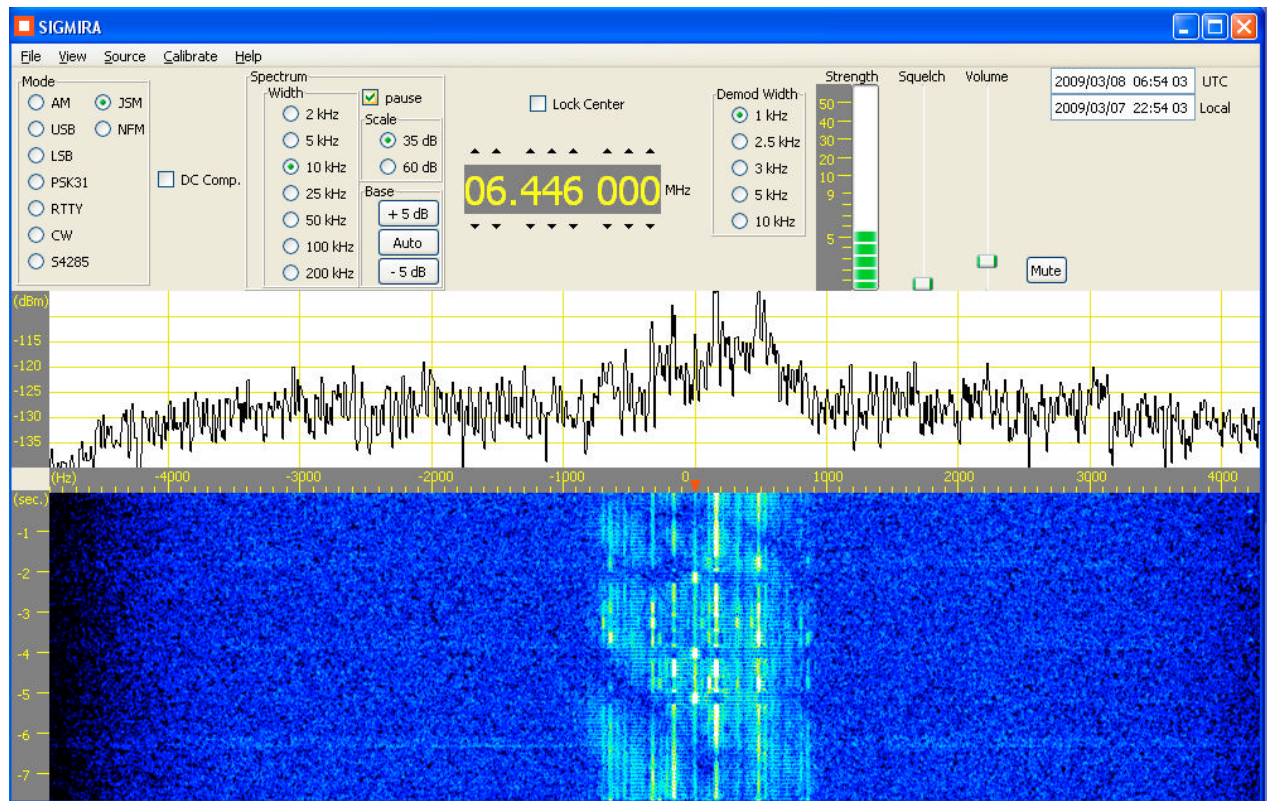 SIGMIRA
File View Source Calibrate Help
Mode
AM JSM
USB NFM
LSB
PSK31
RTTY
CW
S4285
DC Comp.
Spectrum
Width
2 kHz
5 kHz
10 kHz
25 kHz
50 kHz
100 kHz
200 kHz
pause
Scale
35 dB
60 dB
Base
+ 5 dB
Auto
- 5 dB
Lock Center
06.446 000 MHz
Demod Width
1 kHz
2.5 kHz
3 kHz
5 kHz
10 kHz
Strength Squelch Volume
50
40
30
20
10
9
5
Mute
2009/03/08 06:54 03 UTC
2009/03/07 22:54 03 Local
(dBm)
-115
-120
-125
-130
-135
(Hz) -4000 -3000 -2000 -1000 0 1000 2000 3000 4000
(sec.)
-1
-2
-3
-4
-5
-6
-7